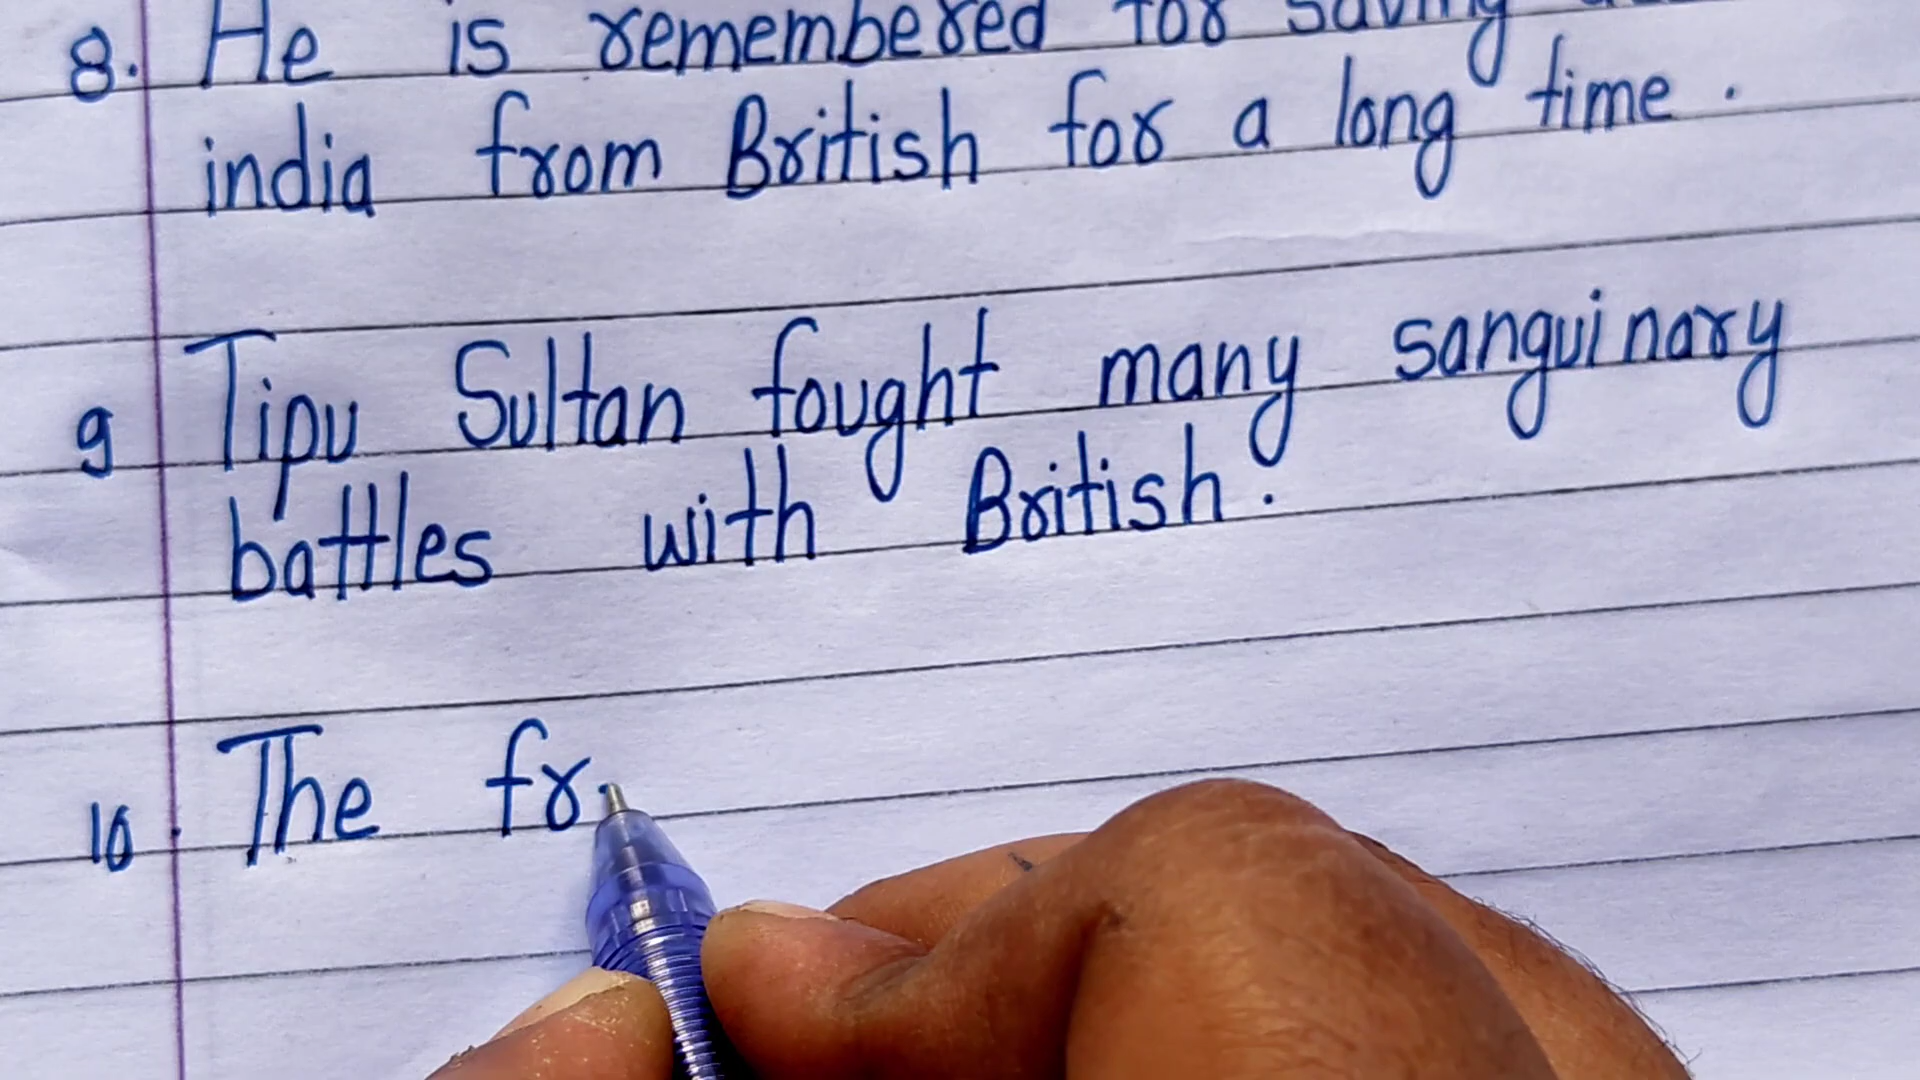 8. He is remembered for saving
india from British for a long time.
9 Tipu Sultan fought many sanguinary
battles with British.
10. The fr